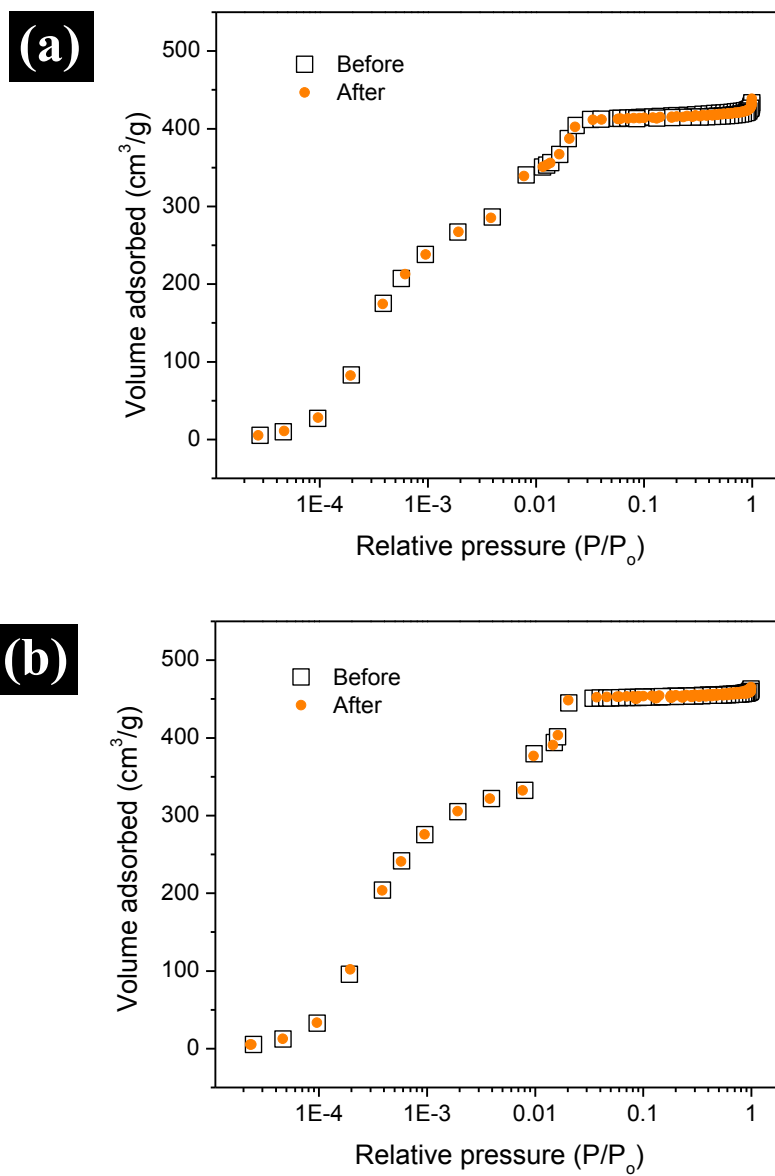 (a)
500
400
300
200
100
0
Volume adsorbed (cm³/g)
Before
After
1E-4 1E-3 0.01 0.1 1
Relative pressure (P/Pₒ)
(b)
500
400
300
200
100
0
Volume adsorbed (cm³/g)
Before
After
1E-4 1E-3 0.01 0.1 1
Relative pressure (P/Pₒ)